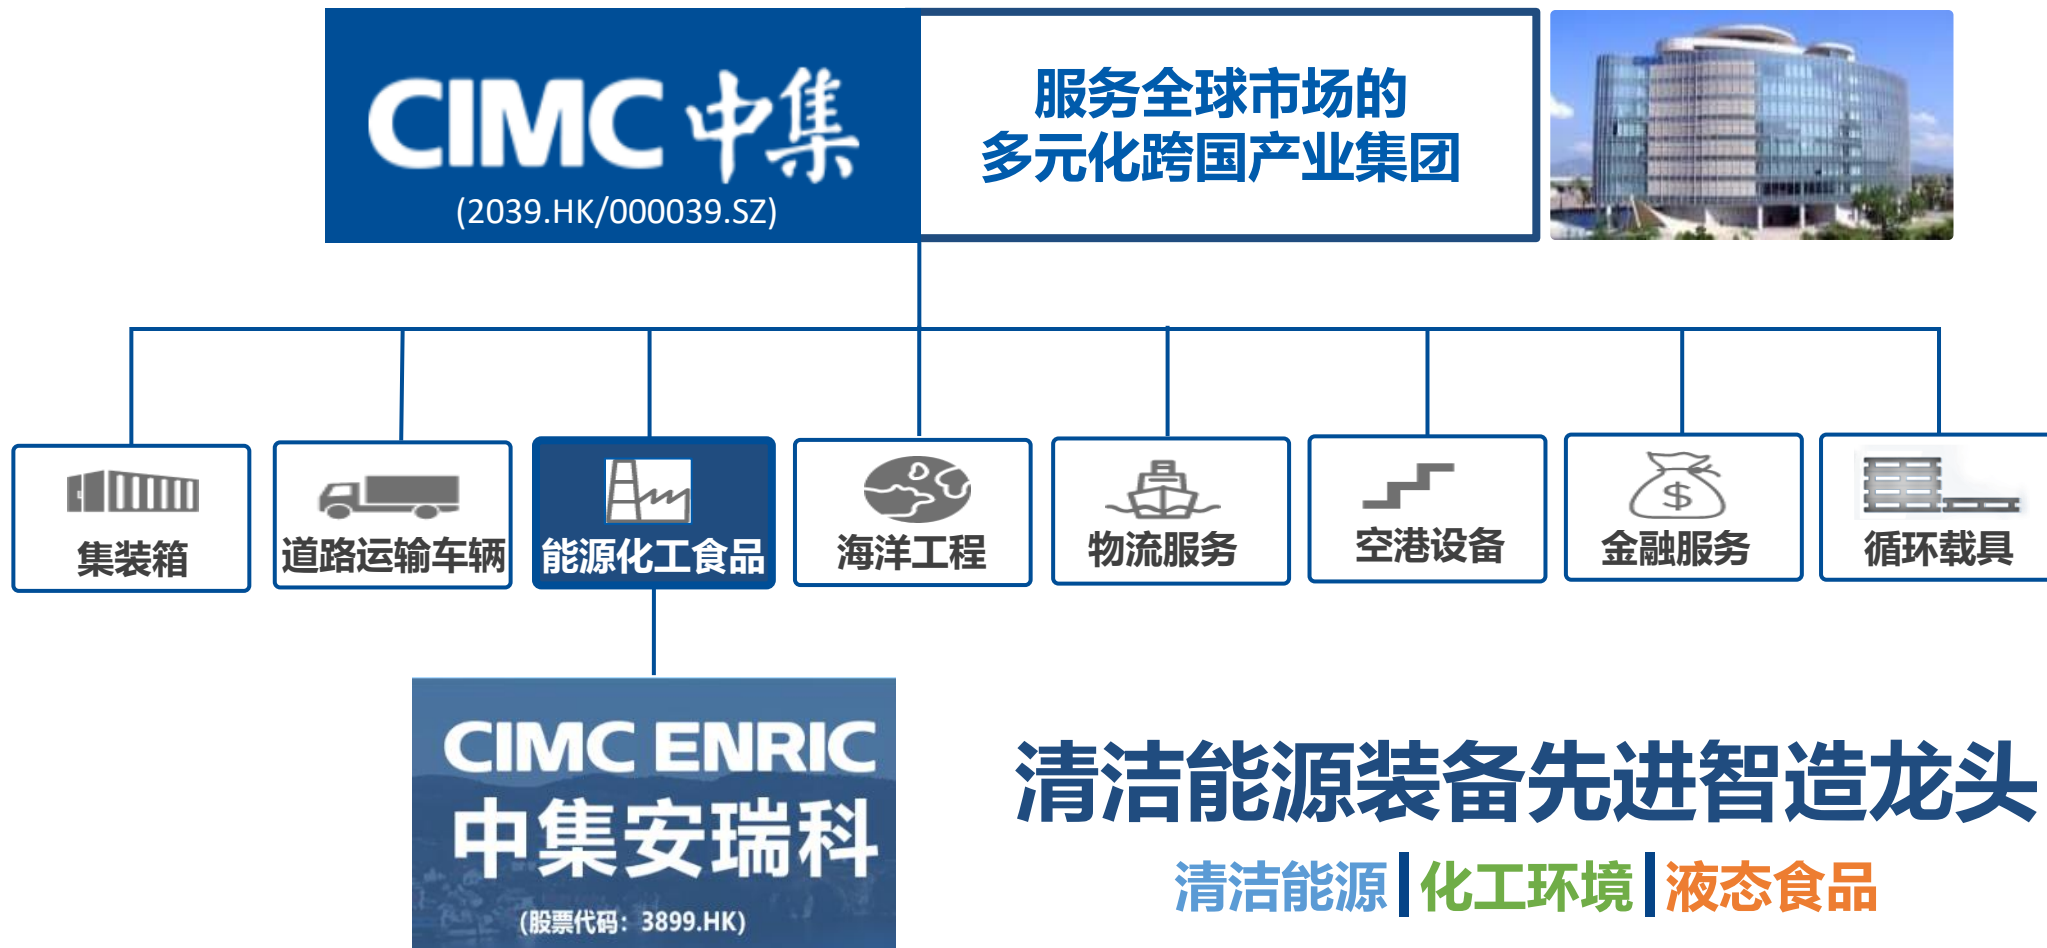 CIMC 中集
(2039.HK/000039.SZ)
服务全球市场的
多元化跨国产业集团
集装箱
道路运输车辆
能源化工食品
海洋工程
物流服务
空港设备
$
金融服务
循环载具
CIMC ENRIC
中集安瑞科
(股票代码：3899.HK)
清洁能源装备先进智造龙头
清洁能源|化工环境|液态食品